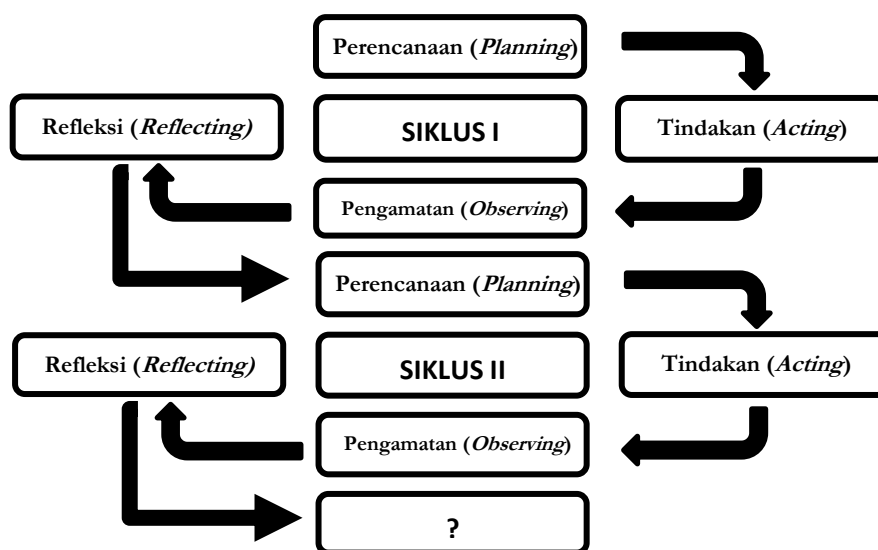 Perencanaan (Planning)
Refleksi (Reflecting)
SIKLUS I
Tindakan (Acting)
Pengamatan (Observing)
Perencanaan (Planning)
Refleksi (Reflecting)
SIKLUS II
Tindakan (Acting)
Pengamatan (Observing)
?